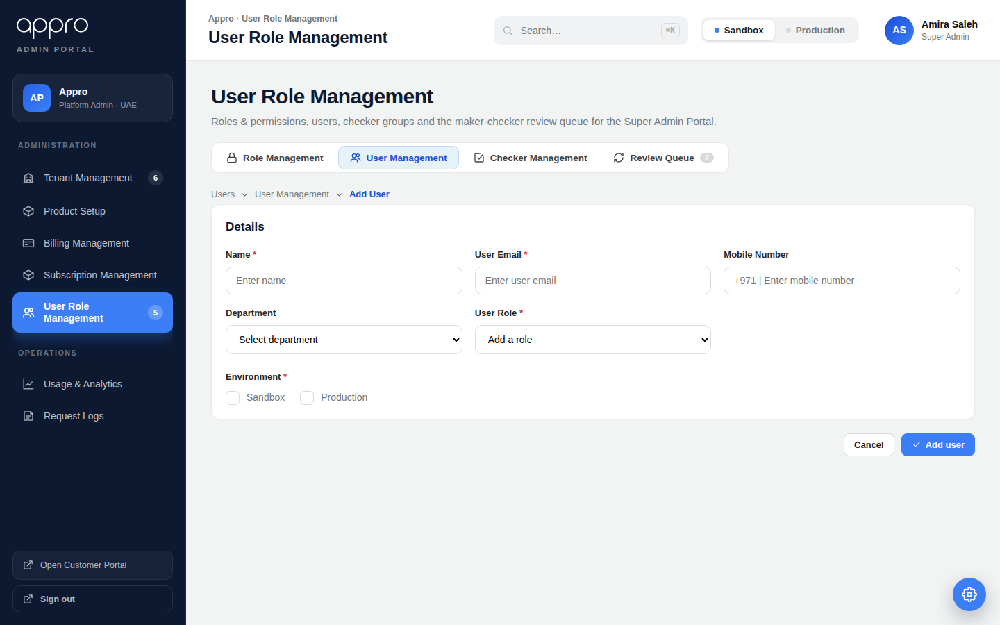 appro
ADMIN PORTAL
AP
Appro
Platform Admin · UAE
ADMINISTRATION
Tenant Management 6
Product Setup
Billing Management
Subscription Management
User Role
Management
5
OPERATIONS
Usage & Analytics
Request Logs
Open Customer Portal
Sign out
Appro · User Role Management
User Role Management
Search…
⌘K
Sandbox
Production
AS
Amira Saleh
Super Admin
User Role Management
Roles & permissions, users, checker groups and the maker-checker review queue for the Super Admin Portal.
Role Management
User Management
Checker Management
Review Queue 2
Users
User Management
Add User
Details
Name *
User Email *
Mobile Number
Enter name
Enter user email
+971 | Enter mobile number
Department
User Role *
Select department
Add a role
Environment *
Sandbox
Production
Cancel
Add user